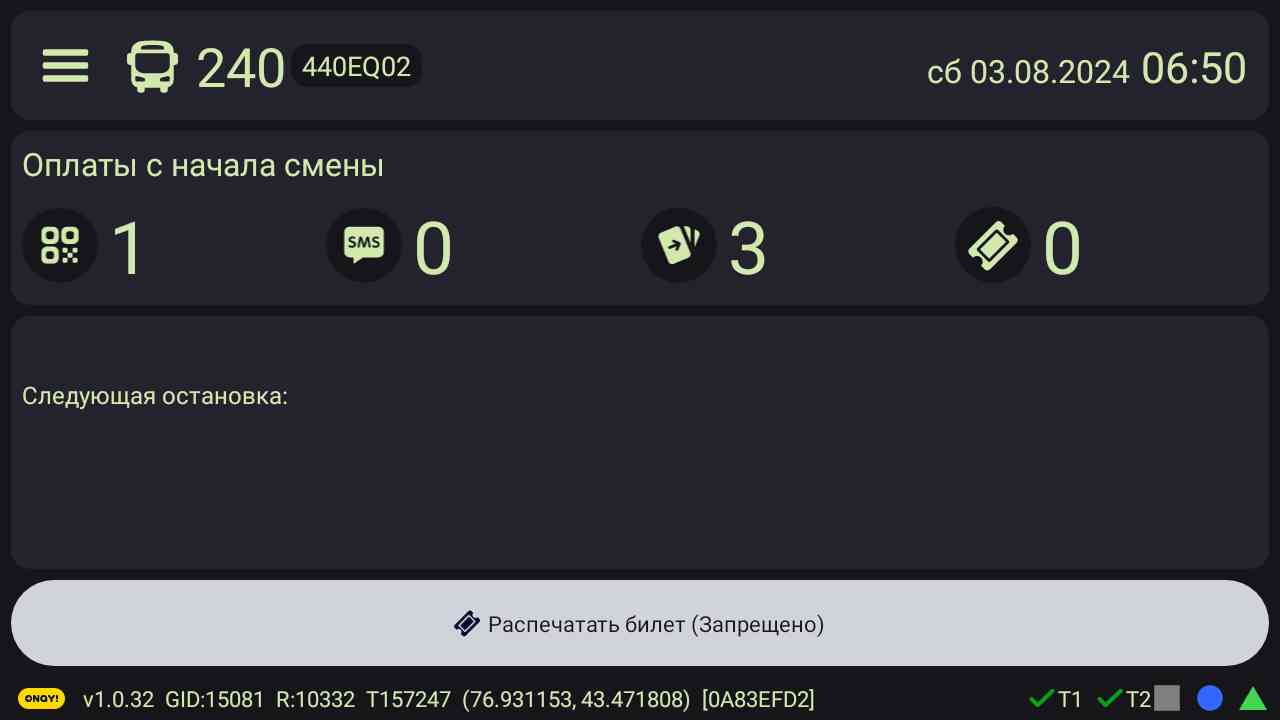 240 440EQ02 сб 03.08.2024 06:50
Оплаты с начала смены
1 SMS 0 3 0
Следующая остановка:
Распечатать билет (Запрещено)
ONAY! v1.0.32 GID:15081 R:10332 T157247 (76.931153, 43.471808) [0A83EFD2] T1 T2